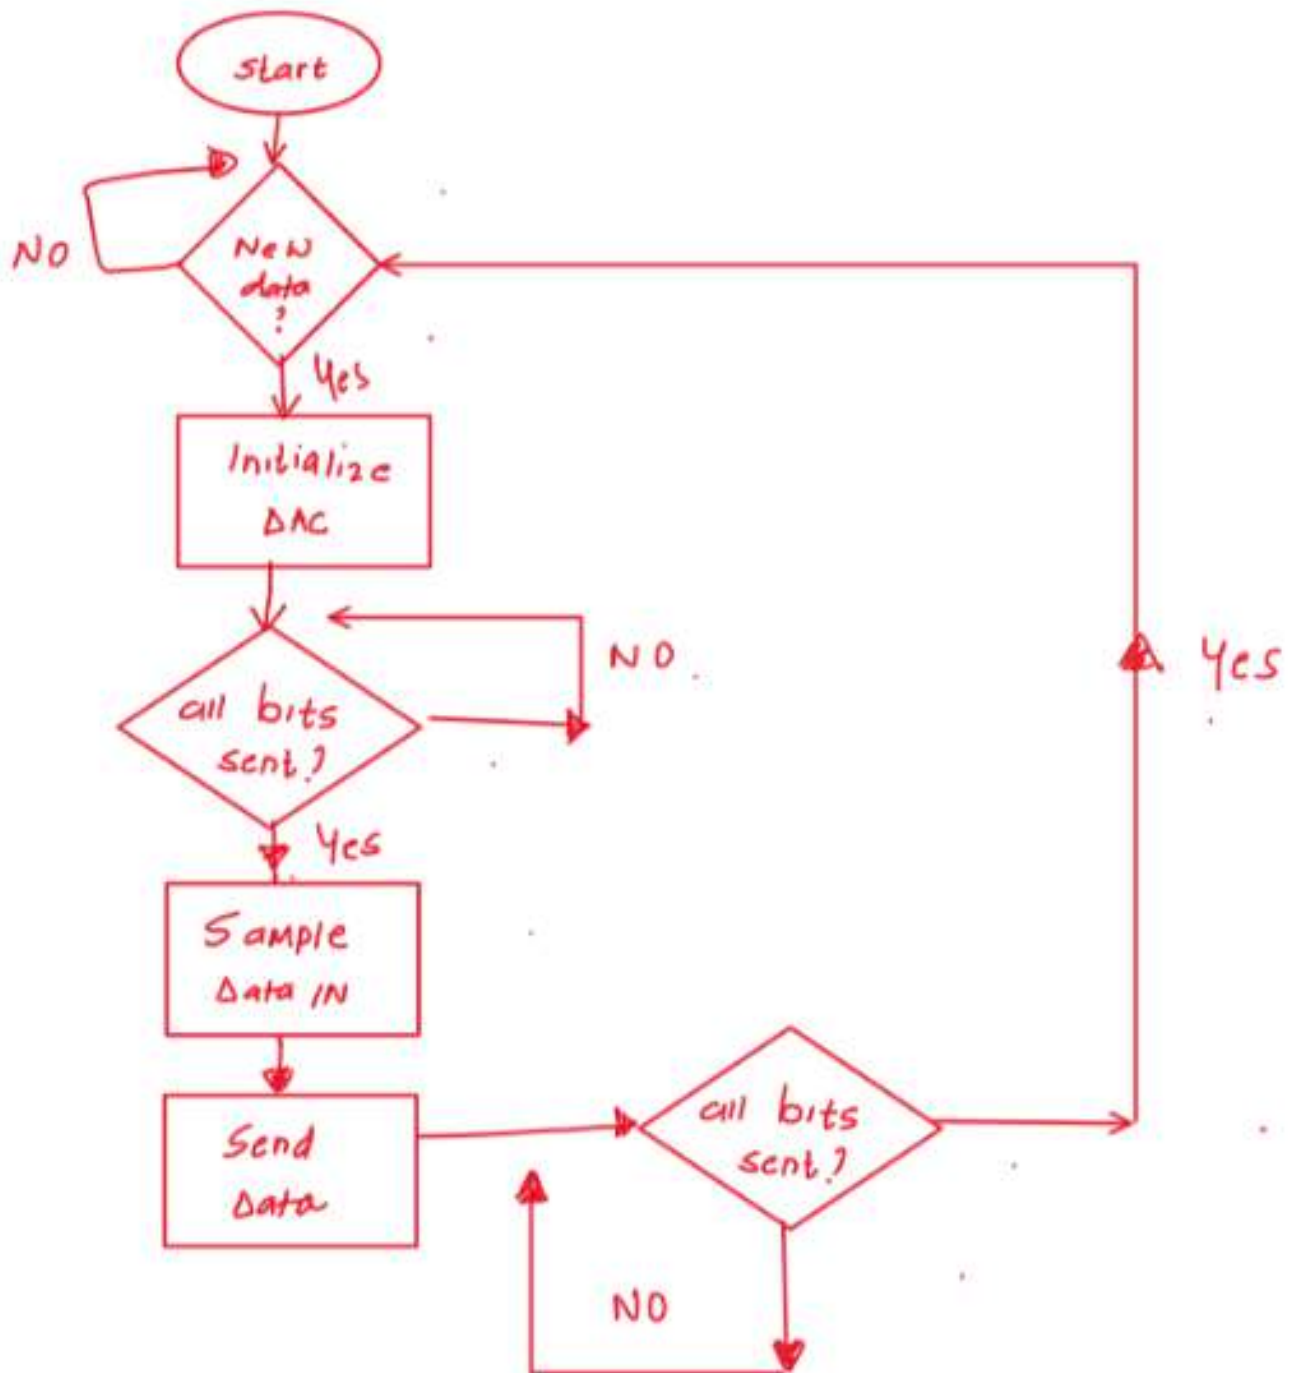 start
NO
New
data
?
Yes
Initialize
DAC
NO
all bits
sent?
Yes
Yes
Sample
Data IN
Send
Data
all bits
sent?
NO